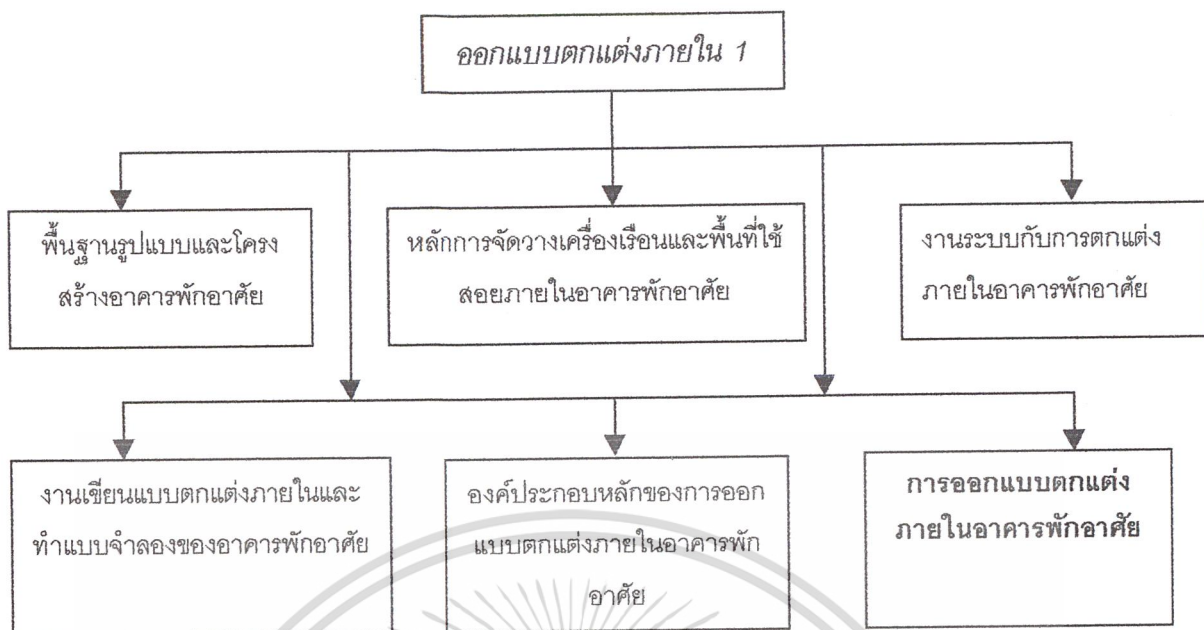 ออกแบบตกแต่งภายใน 1
พื้นฐานรูปแบบและโครง
สร้างอาคารพักอาศัย
หลักการจัดวางเครื่องเรือนและพื้นที่ใช้
สอยภายในอาคารพักอาศัย
งานระบบกับการตกแต่ง
ภายในอาคารพักอาศัย
งานเขียนแบบตกแต่งภายในและ
ทำแบบจำลองของอาคารพักอาศัย
องค์ประกอบหลักของการออก
แบบตกแต่งภายในอาคารพัก
อาศัย
การออกแบบตกแต่ง
ภายในอาคารพักอาศัย